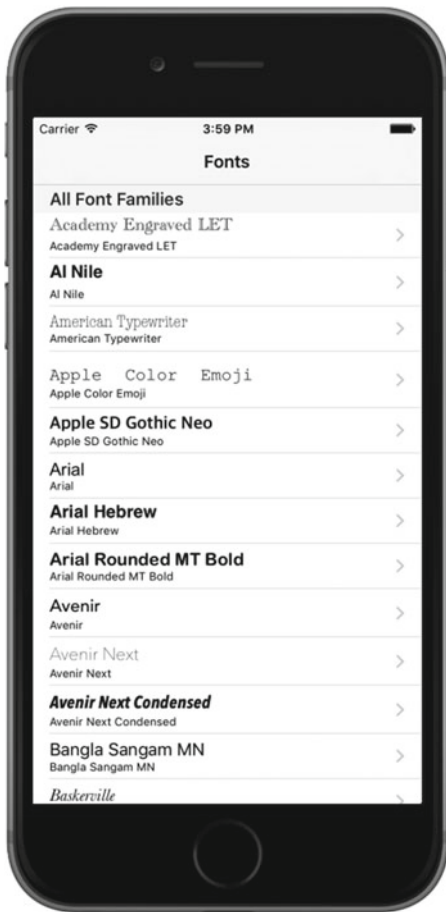 Carrier 3:59 PM
Fonts
All Font Families
Academy Engraved LET
Academy Engraved LET
Al Nile
Al Nile
American Typewriter
American Typewriter
Apple Color Emoji
Apple Color Emoji
Apple SD Gothic Neo
Apple SD Gothic Neo
Arial
Arial
Arial Hebrew
Arial Hebrew
Arial Rounded MT Bold
Arial Rounded MT Bold
Avenir
Avenir
Avenir Next
Avenir Next
Avenir Next Condensed
Avenir Next Condensed
Bangla Sangam MN
Bangla Sangam MN
Baskerville